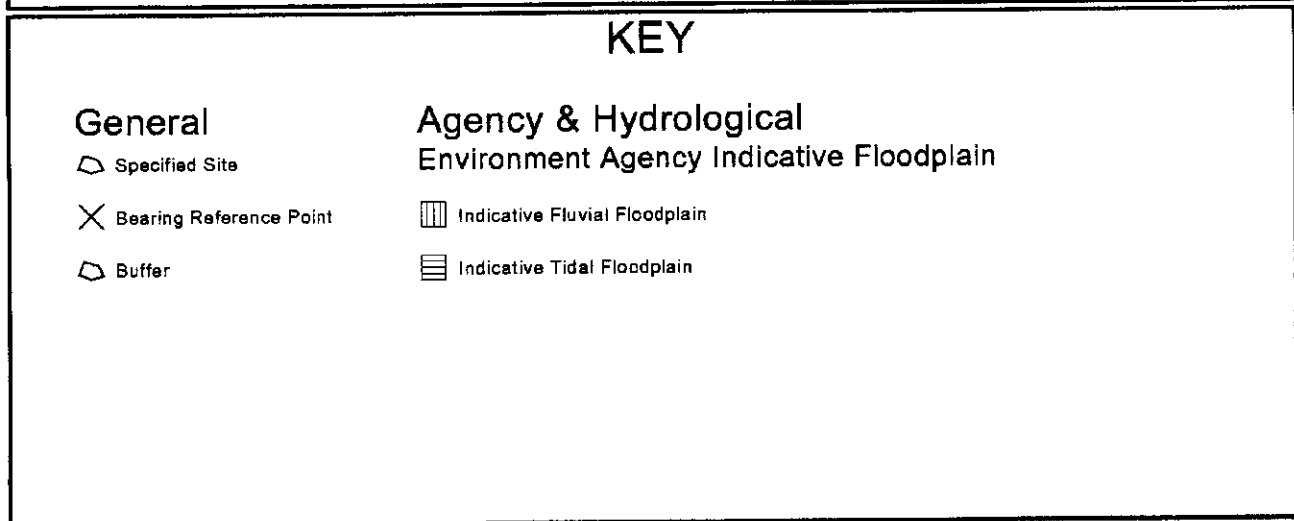 KEY
General
Specified Site
Bearing Reference Point
Buffer
Agency & Hydrological
Environment Agency Indicative Floodplain
Indicative Fluvial Floodplain
Indicative Tidal Floodplain